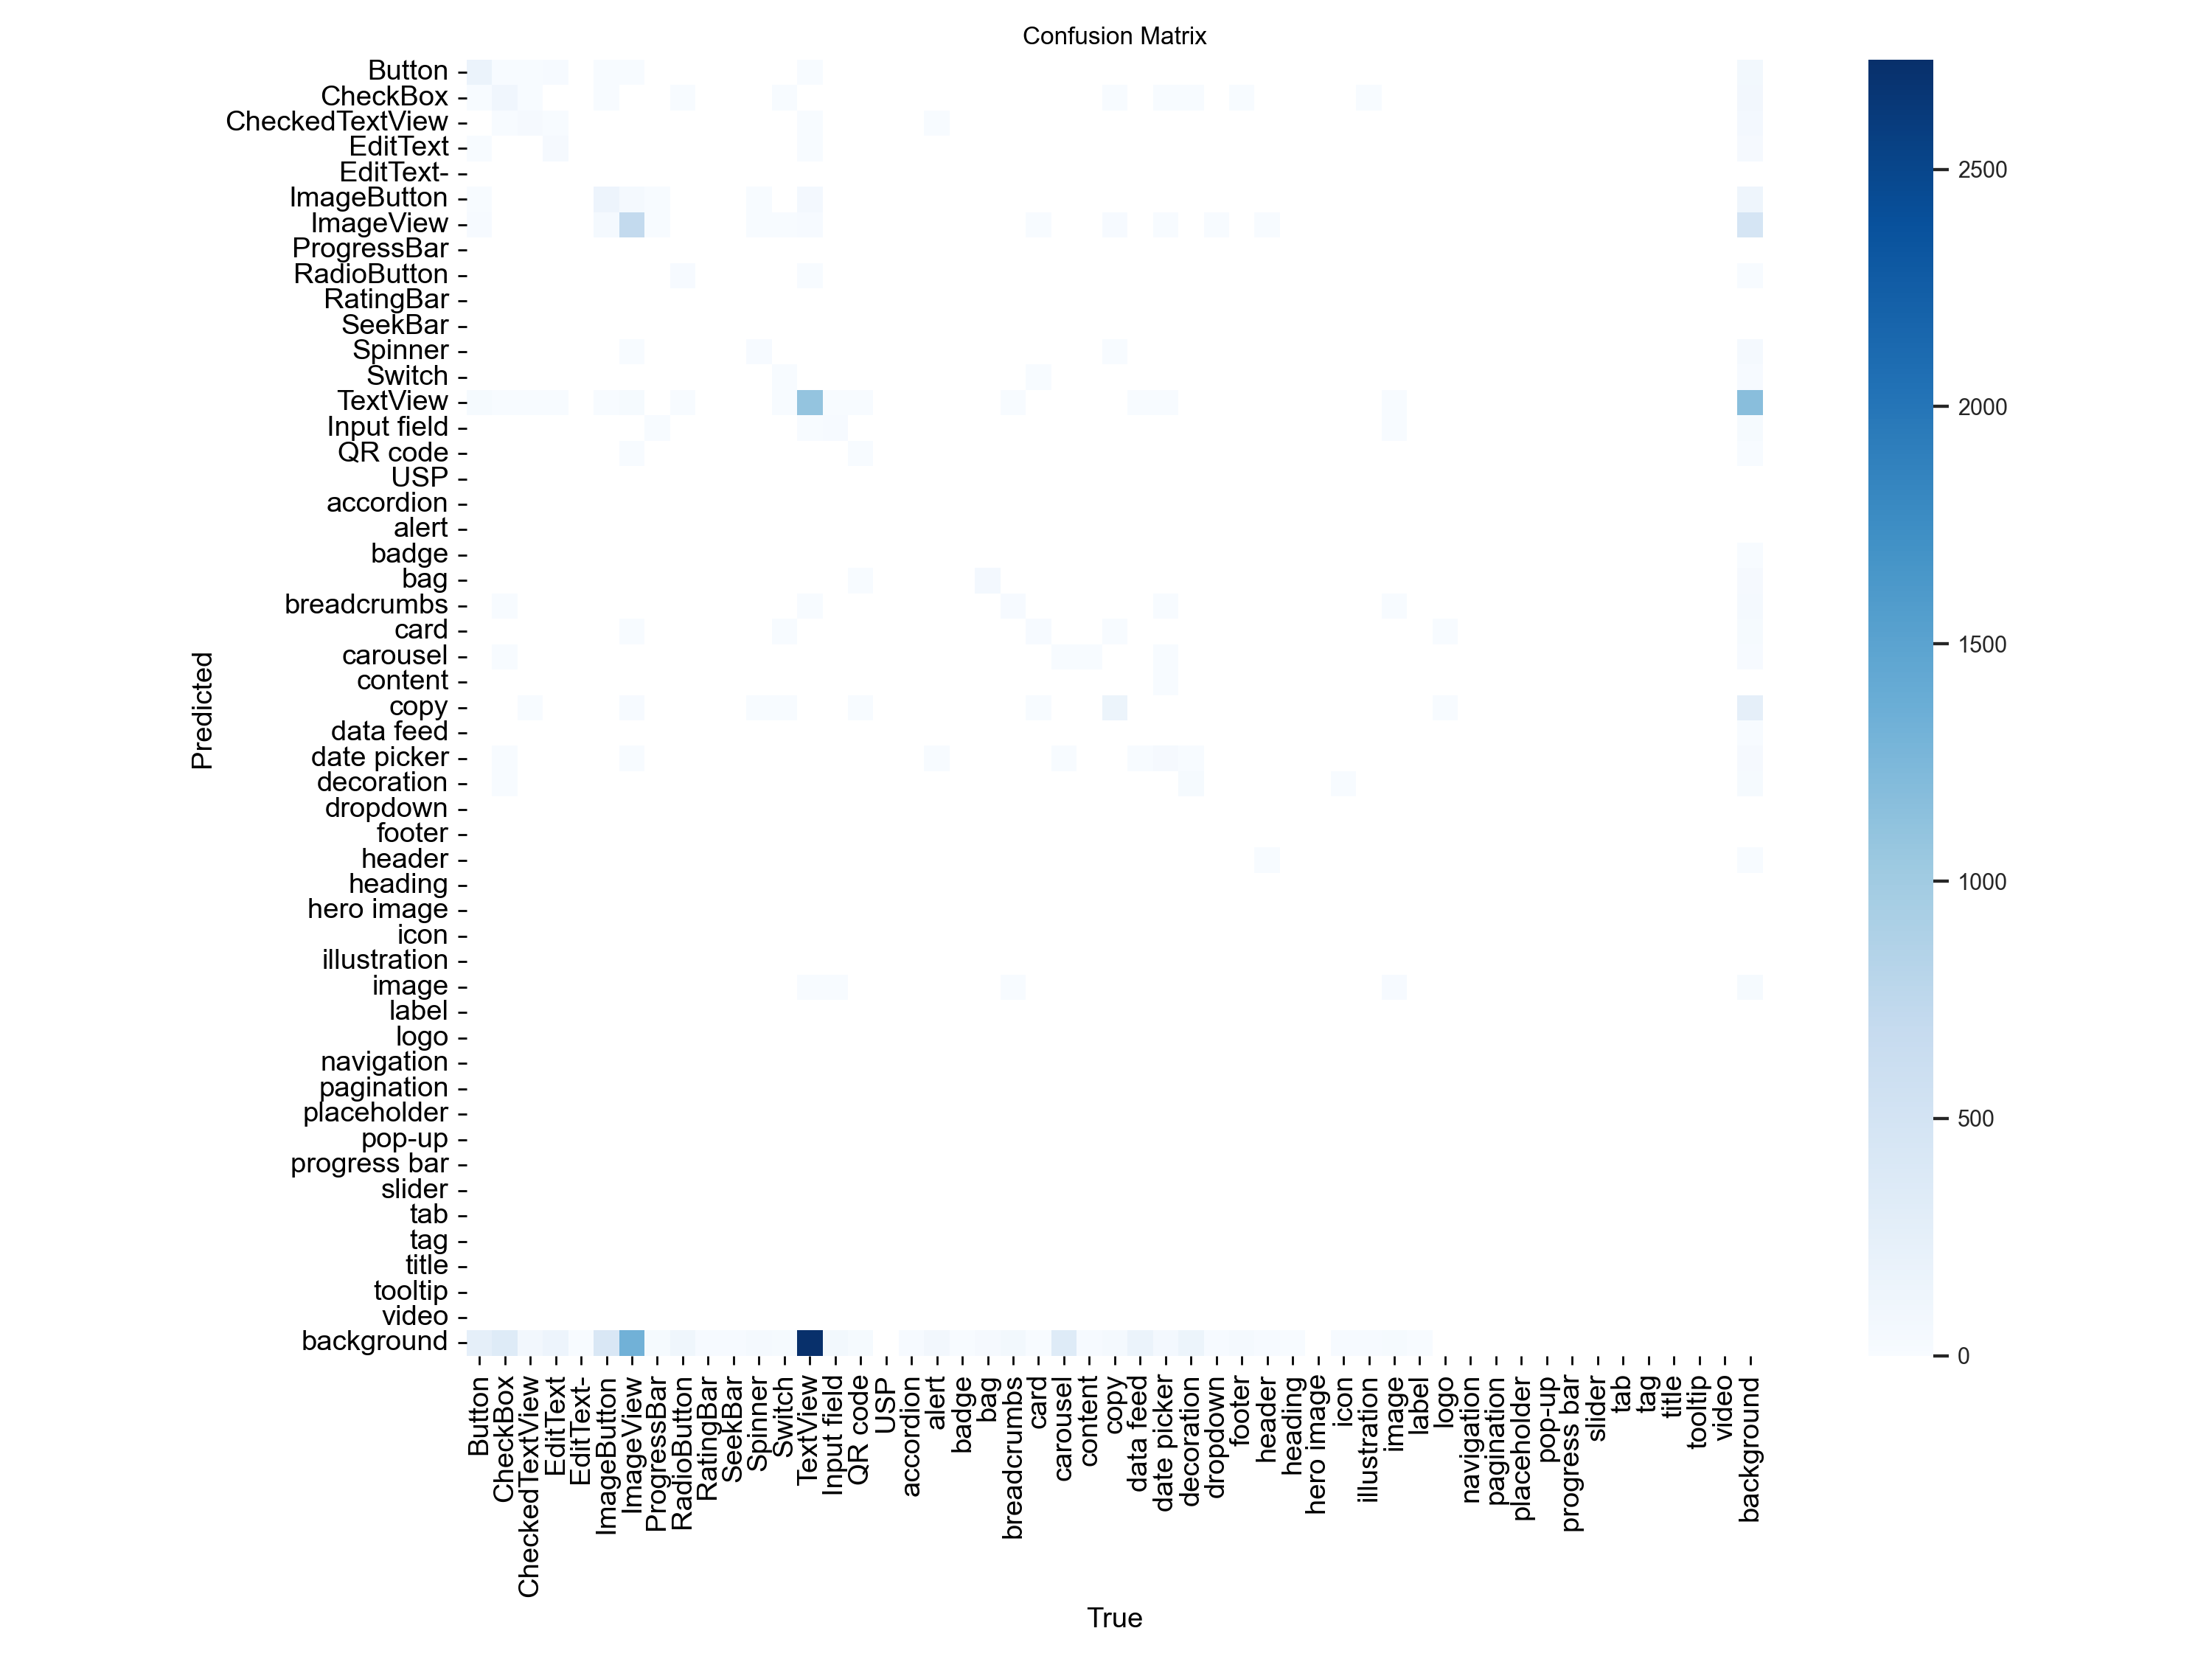 Confusion Matrix
Predicted
Button
CheckBox
CheckedTextView
EditText
EditText-
ImageButton
ImageView
ProgressBar
RadioButton
RatingBar
SeekBar
Spinner
Switch
TextView
Input field
QR code
USP
accordion
alert
badge
bag
breadcrumbs
card
carousel
content
copy
data feed
date picker
decoration
dropdown
footer
header
heading
hero image
icon
illustration
image
label
logo
navigation
pagination
placeholder
pop-up
progress bar
slider
tab
tag
title
tooltip
video
background
Button
CheckBox
CheckedTextView
EditText
EditText-
ImageButton
ImageView
ProgressBar
RadioButton
RatingBar
SeekBar
Spinner
Switch
TextView
Input field
QR code
USP
accordion
alert
badge
bag
breadcrumbs
card
carousel
content
copy
data feed
date picker
decoration
dropdown
footer
header
heading
hero image
icon
illustration
image
label
logo
navigation
pagination
placeholder
pop-up
progress bar
slider
tab
tag
title
tooltip
video
background
True
2500
2000
1500
1000
500
0